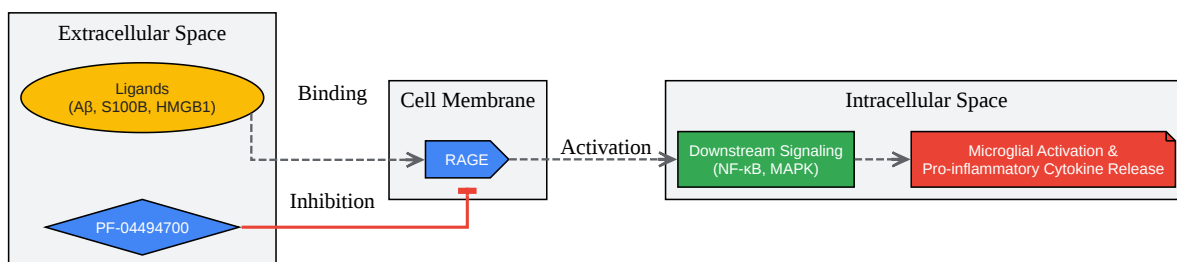 Extracellular Space
Ligands
(Aβ, S100B, HMGB1)
PF-04494700
Binding
Inhibition
Cell Membrane
RAGE
Activation
Intracellular Space
Downstream Signaling
(NF-κB, MAPK)
Microglial Activation &
Pro-inflammatory Cytokine Release